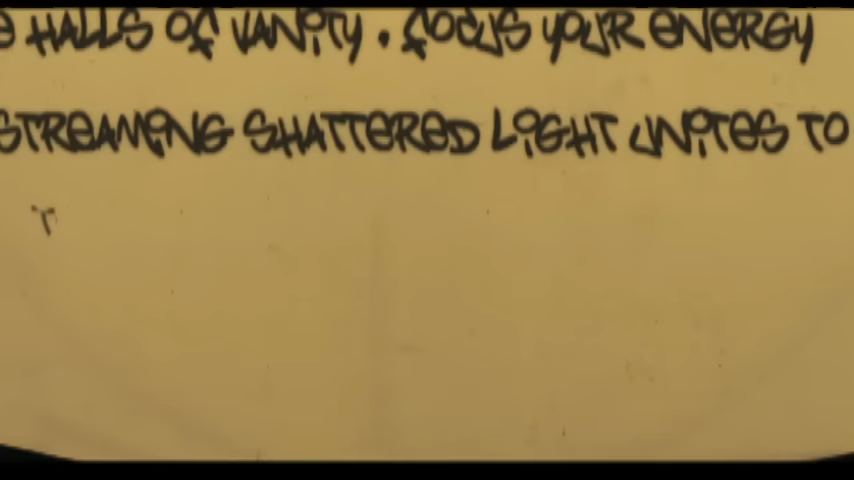 HALLS OF VANITY. FOCUS YOUR ENERGY
STREAMING SHATTERED LIGHT UNITES TO